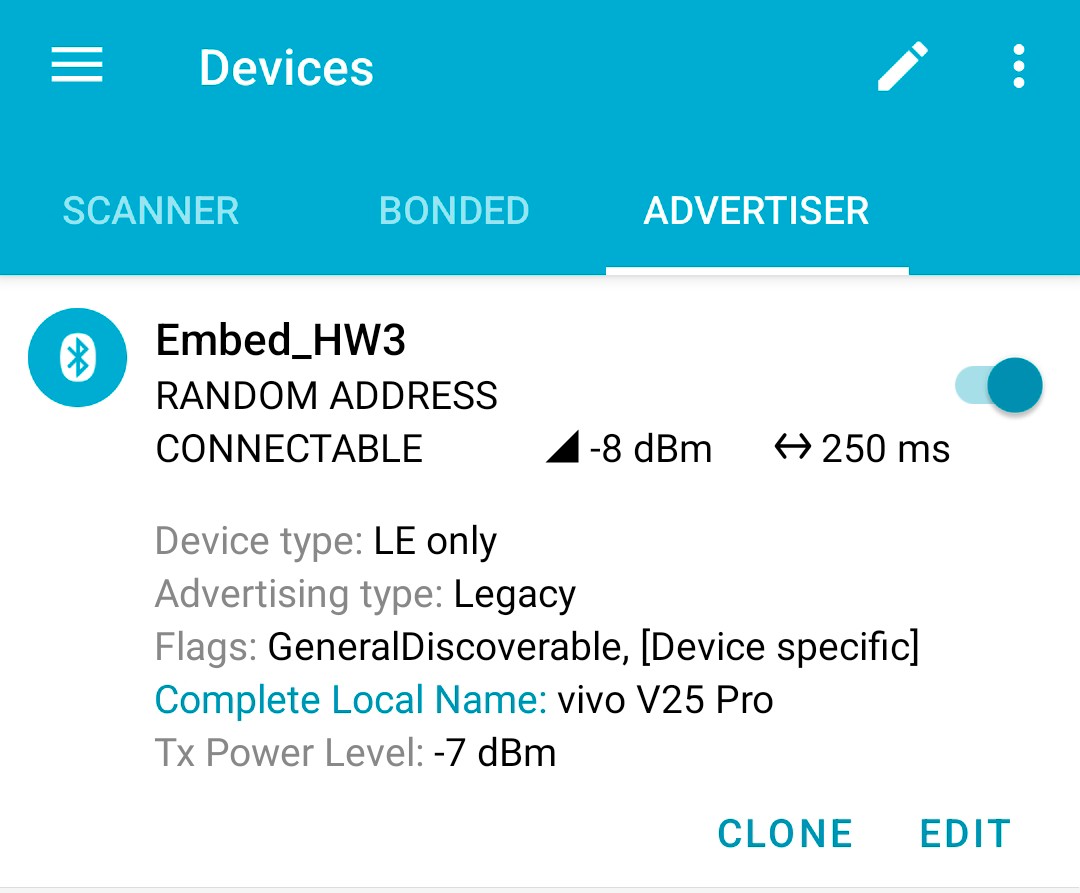 Devices
SCANNER BONDED ADVERTISER
Embed_HW3
RANDOM ADDRESS
CONNECTABLE -8 dBm 250 ms
Device type: LE only
Advertising type: Legacy
Flags: GeneralDiscoverable, [Device specific]
Complete Local Name: vivo V25 Pro
Tx Power Level: -7 dBm
CLONE EDIT